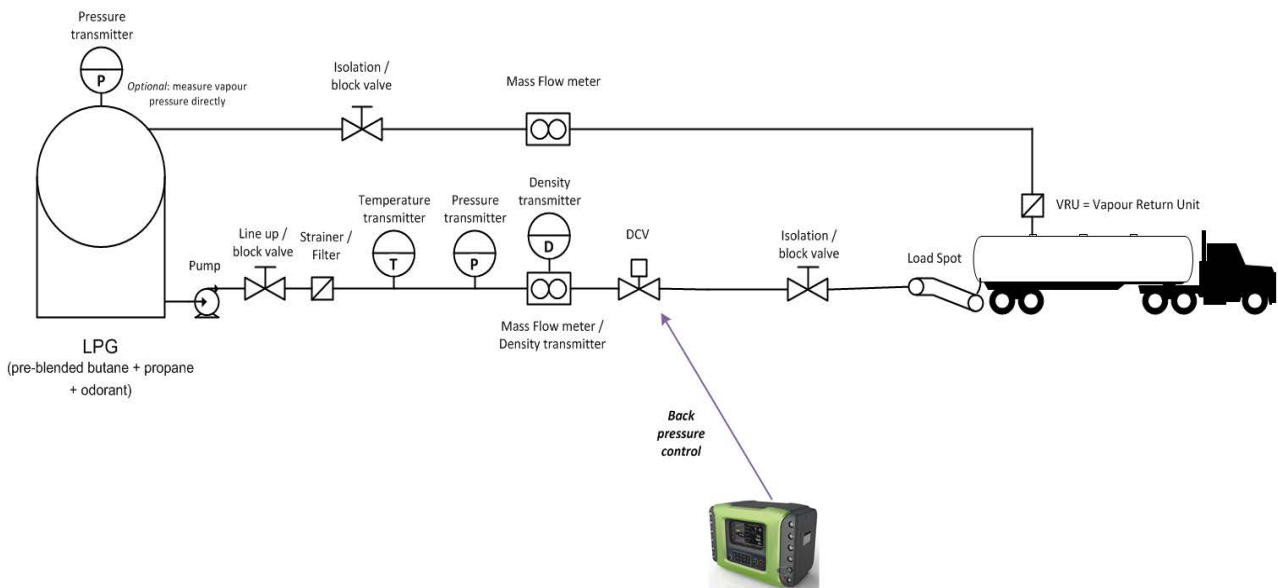 Pressure
transmitter
P
Optional: measure vapour
pressure directly
Isolation /
block valve
Mass Flow meter
VRU = Vapour Return Unit
Pump
Line up /
block valve
Strainer /
Filter
Temperature
transmitter
T
Pressure
transmitter
P
Density
transmitter
D
Mass Flow meter /
Density transmitter
DCV
Isolation /
block valve
Load Spot
LPG
(pre-blended butane + propane
+ odorant)
Back
pressure
control